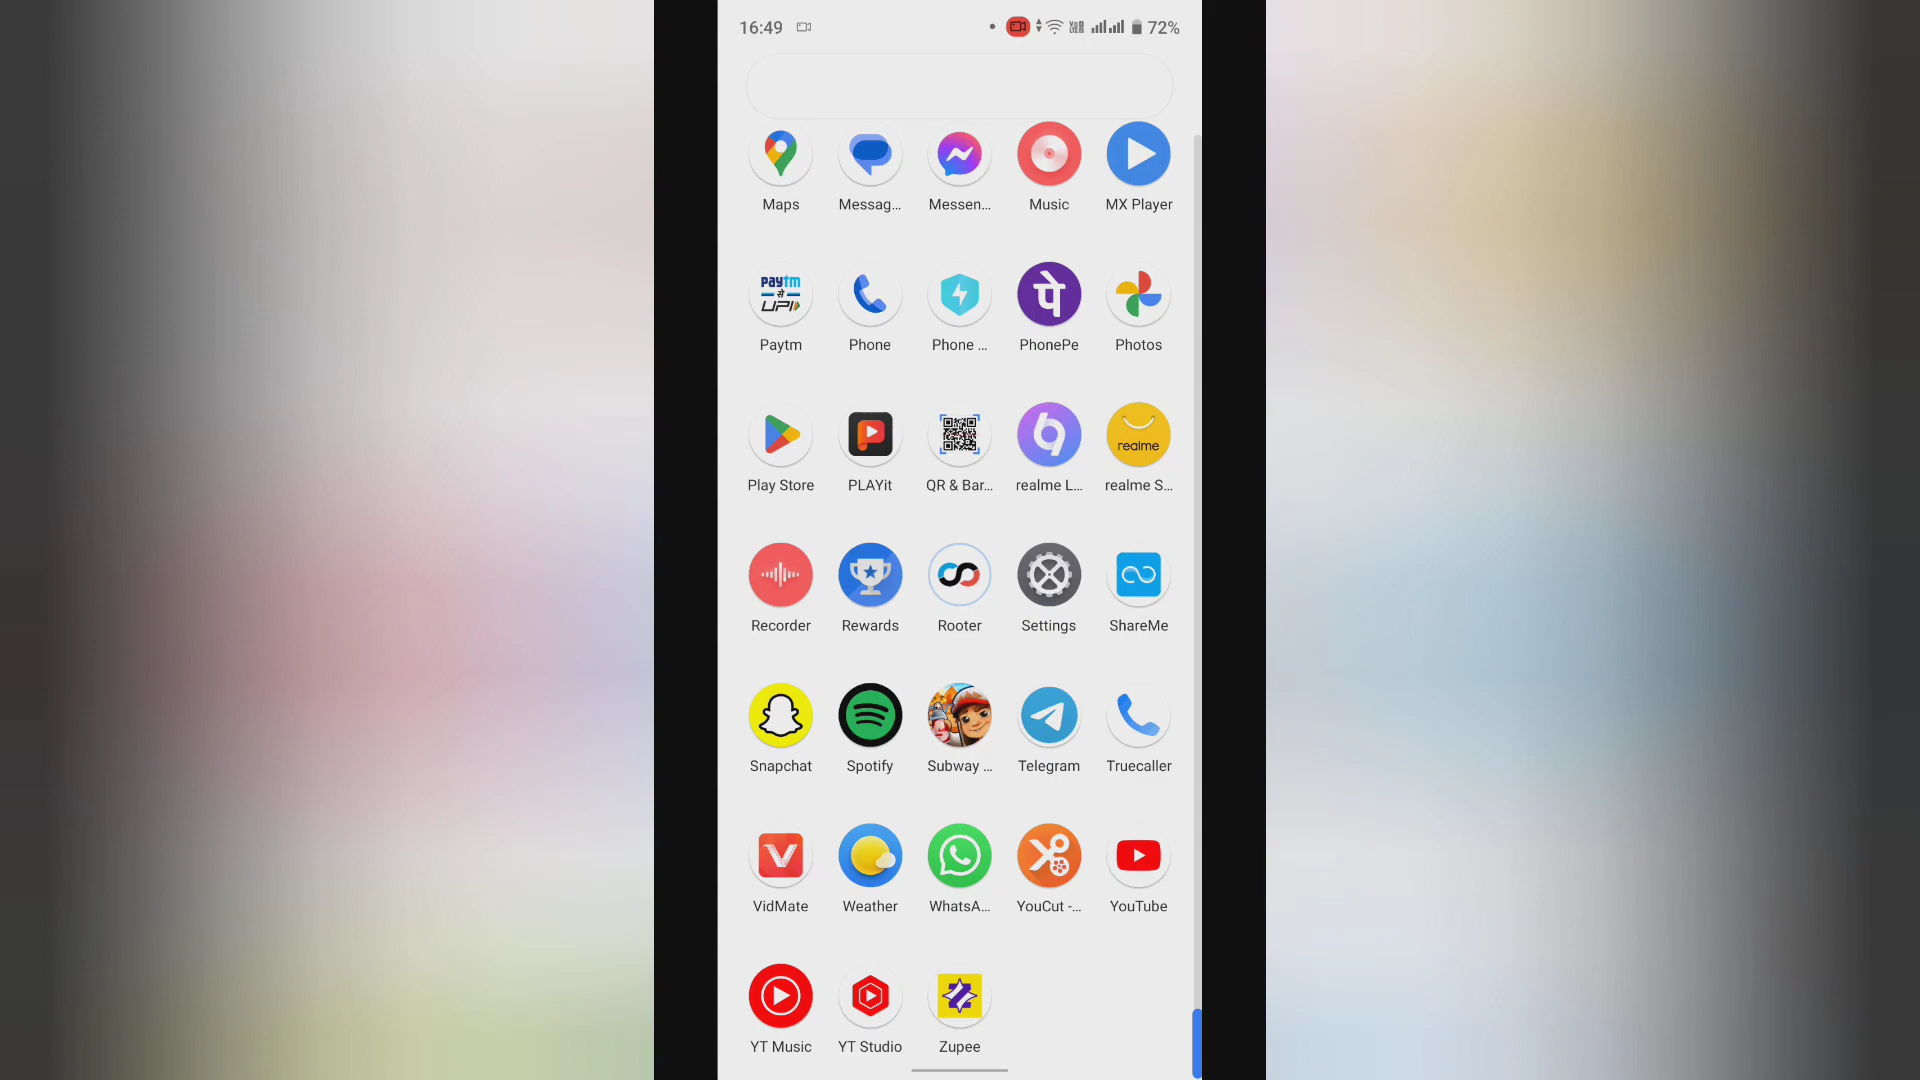 16:49 72%
Maps Messag... Messen... Music MX Player
paytm
से
UPI
पे
Paytm Phone Phone ... PhonePe Photos
realme
Play Store PLAYit QR & Bar... realme L... realme S...
Recorder Rewards Rooter Settings ShareMe
Snapchat Spotify Subway ... Telegram Truecaller
VidMate Weather WhatsA... YouCut -... YouTube
YT Music YT Studio Zupee